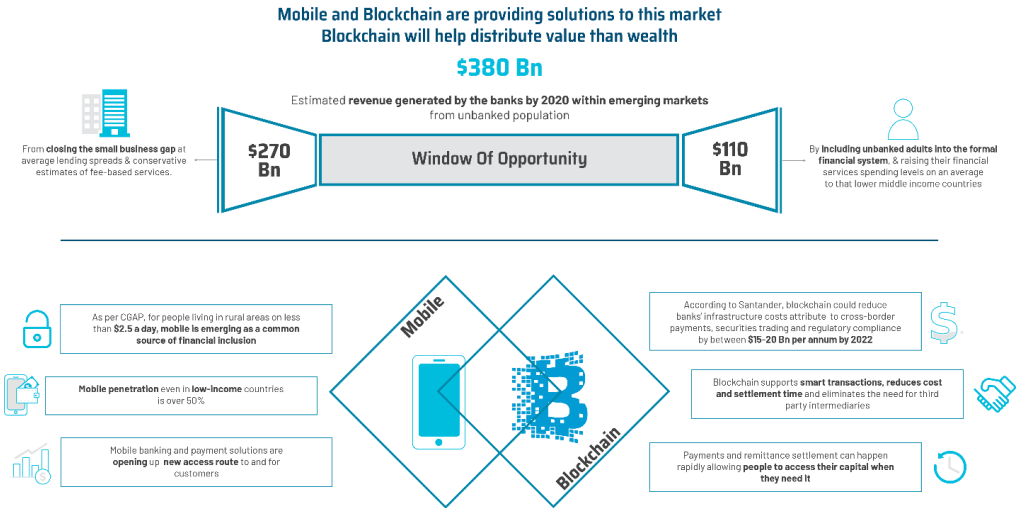 Mobile and Blockchain are providing solutions to this market
Blockchain will help distribute value than wealth
$380 Bn
Estimated revenue generated by the banks by 2020 within emerging markets
from unbanked population
From closing the small business gap at
average lending spreads & conservative
estimates of fee-based services.
$270
Bn
Window Of Opportunity
$110
Bn
By including unbanked adults into the formal
financial system, & raising their financial
services spending levels on an average
to that lower middle income countries
As per CGAP, for people living in rural areas on less
than $2.5 a day, mobile is emerging as a common
source of financial inclusion
Mobile penetration even in low-income countries
is over 50%
Mobile banking and payment solutions are
opening up new access route to and for
customers
Mobile
Blockchain
According to Santander, blockchain could reduce
banks' infrastructure costs attribute to cross-border
payments, securities trading and regulatory compliance
by between $15-20 Bn per annum by 2022
Blockchain supports smart transactions, reduces cost
and settlement time and eliminates the need for third
party intermediaries
Payments and remittance settlement can happen
rapidly allowing people to access their capital when
they need it